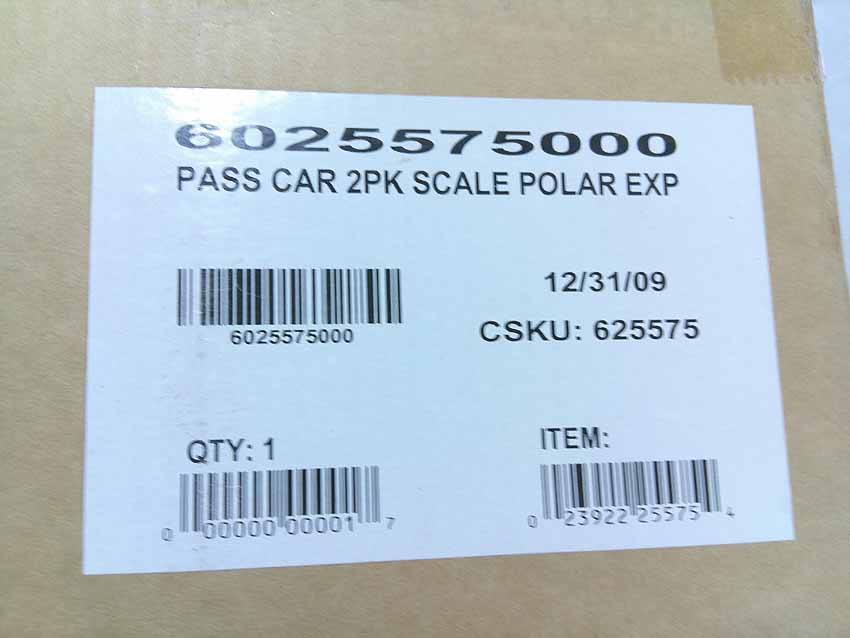 6025575000
PASS CAR 2PK SCALE POLAR EXP
6025575000
12/31/09
CSKU: 625575
QTY: 1
0 00000 00001 7
ITEM:
0 23922 25575 4